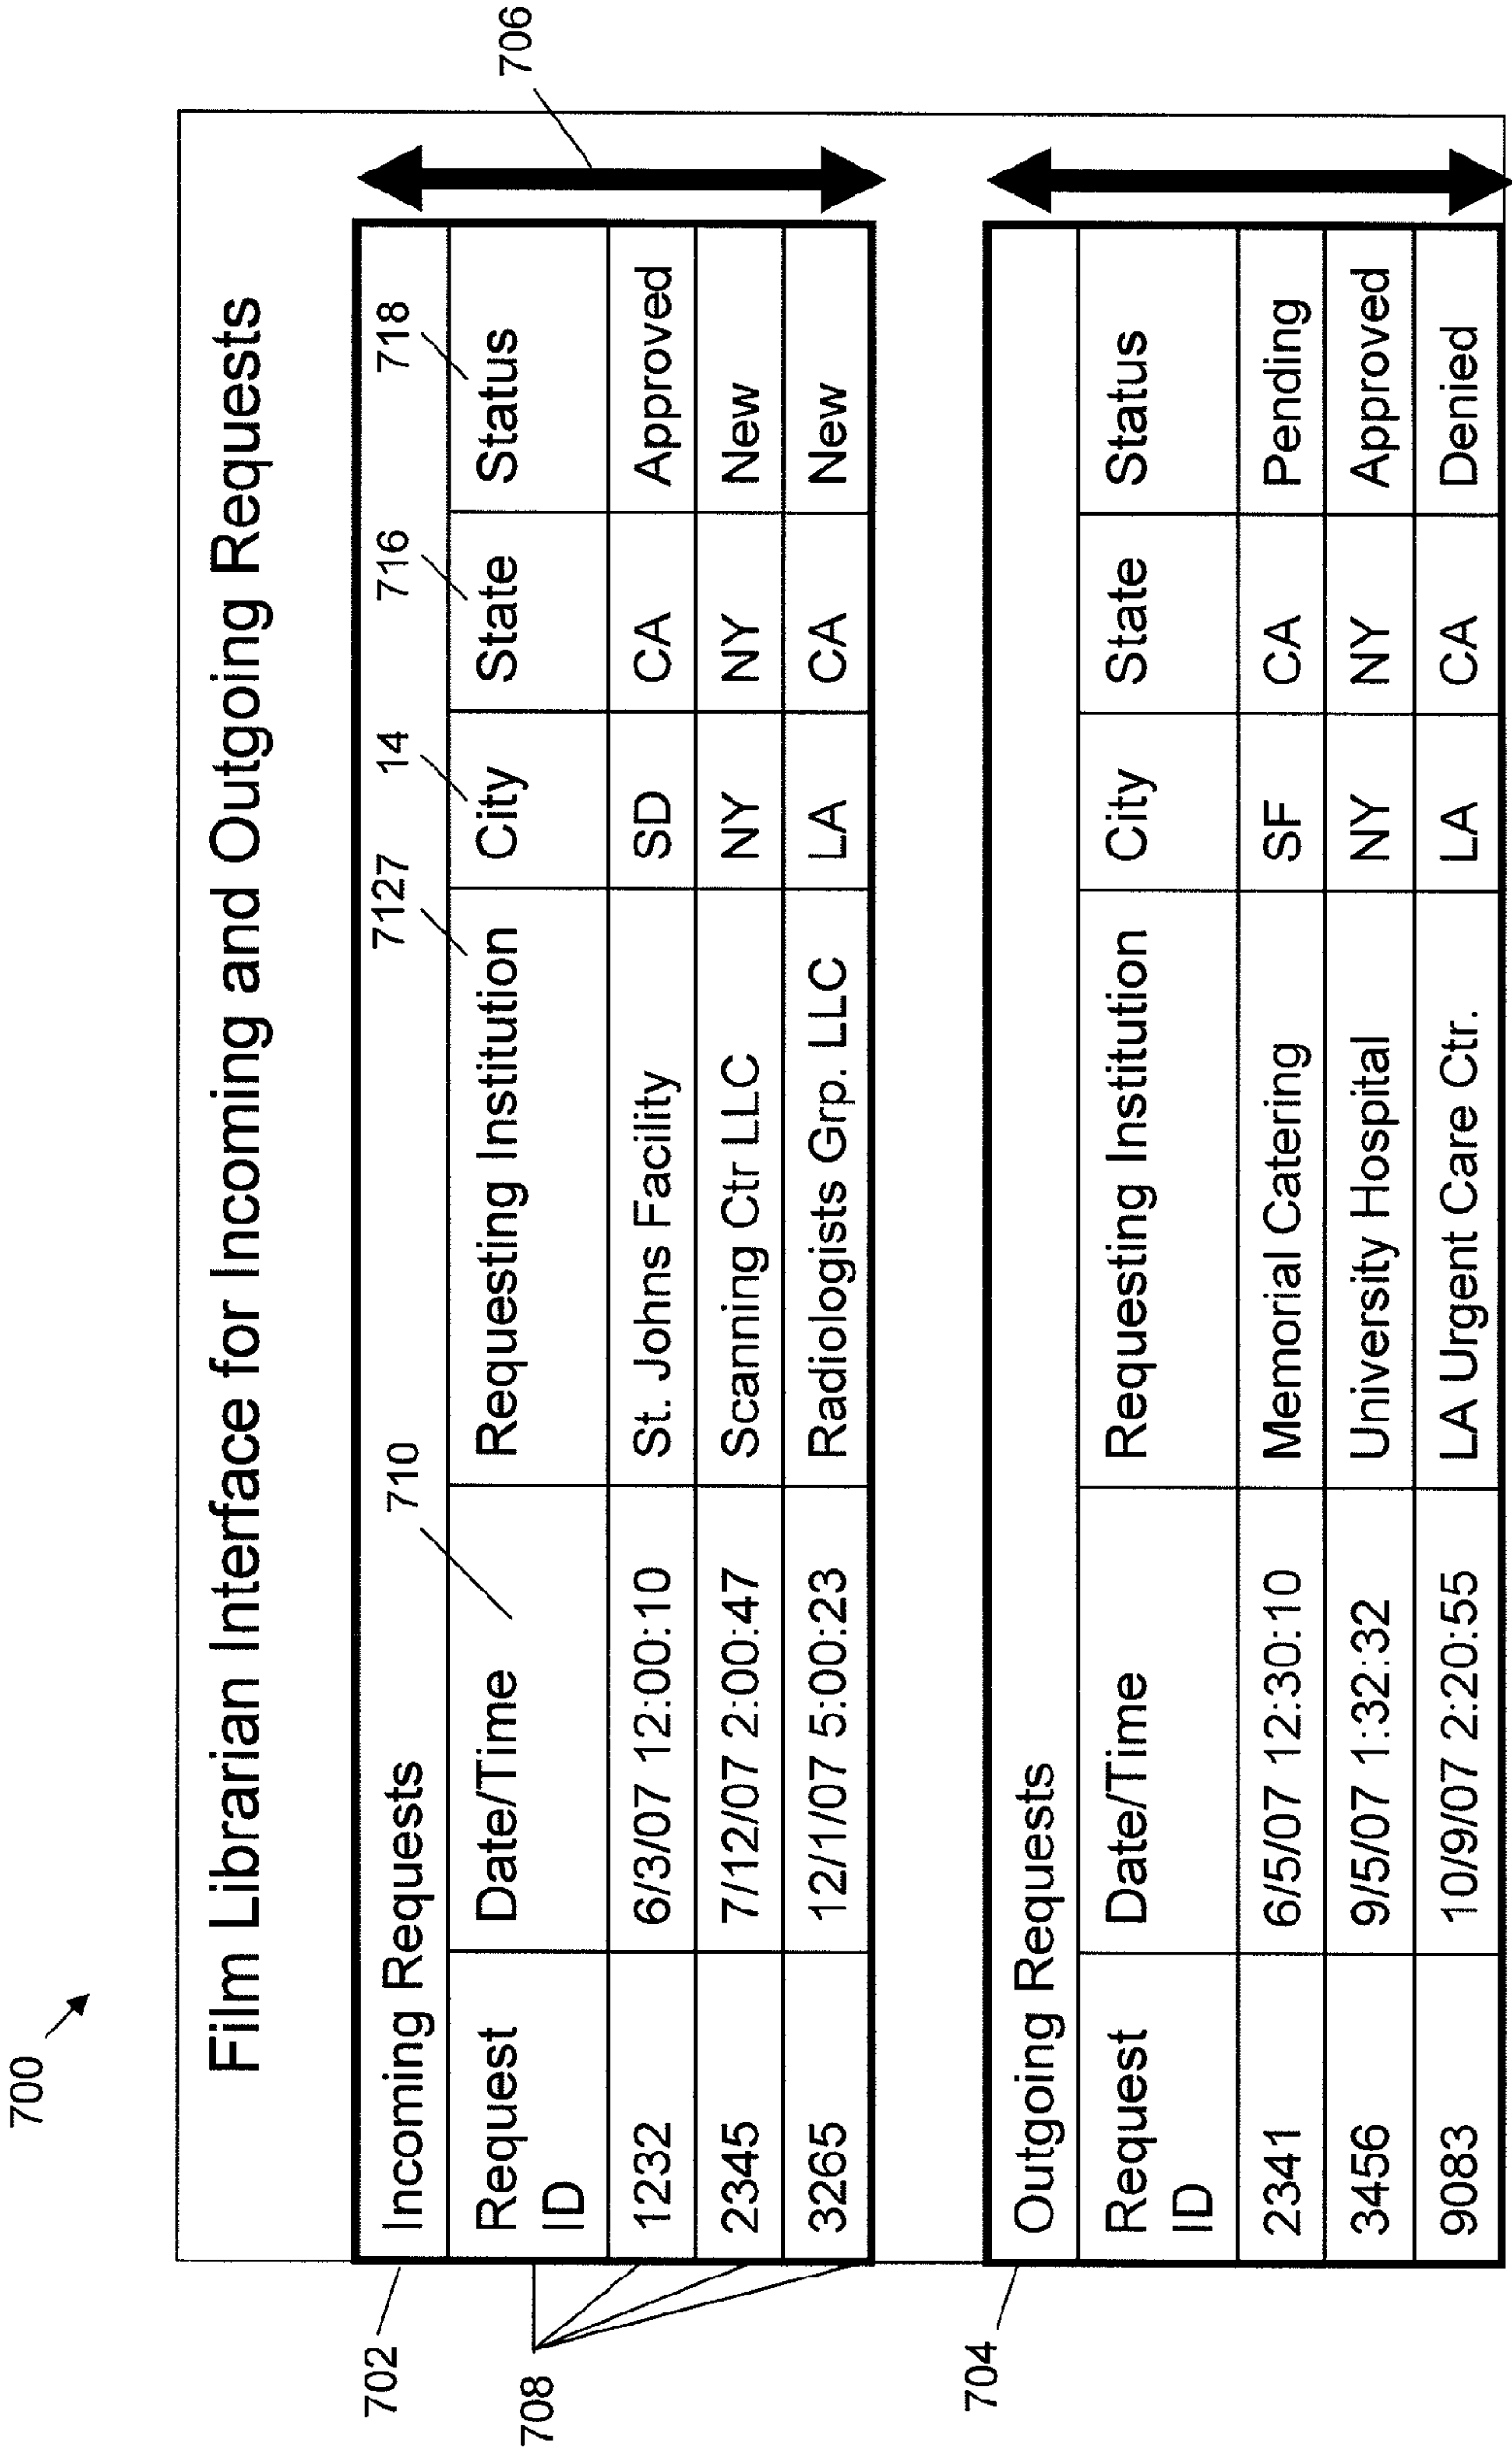 700
Film Librarian Interface for Incoming and Outgoing Requests
702
Incoming Requests
710
7127
14
716
718
706
708
Request ID Date/Time Requesting Institution City State Status
1232 6/3/07 12:00:10 St. Johns Facility SD CA Approved
2345 7/12/07 2:00:47 Scanning Ctr LLC NY NY New
3265 12/1/07 5:00:23 Radiologists Grp. LLC LA CA New
704
Outgoing Requests
Request ID Date/Time Requesting Institution City State Status
2341 6/5/07 12:30:10 Memorial Catering SF CA Pending
3456 9/5/07 1:32:32 University Hospital NY NY Approved
9083 10/9/07 2:20:55 LA Urgent Care Ctr. LA CA Denied